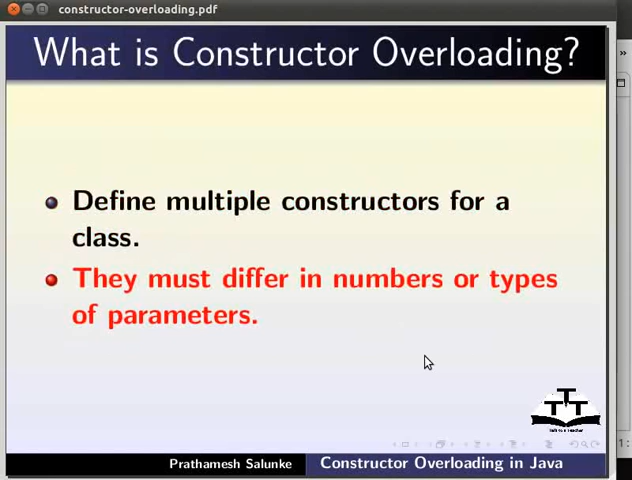 constructor-overloading.pdf
What is Constructor Overloading?
Define multiple constructors for a
class.
They must differ in numbers or types
of parameters.
Prathamesh Salunke
Constructor Overloading in Java